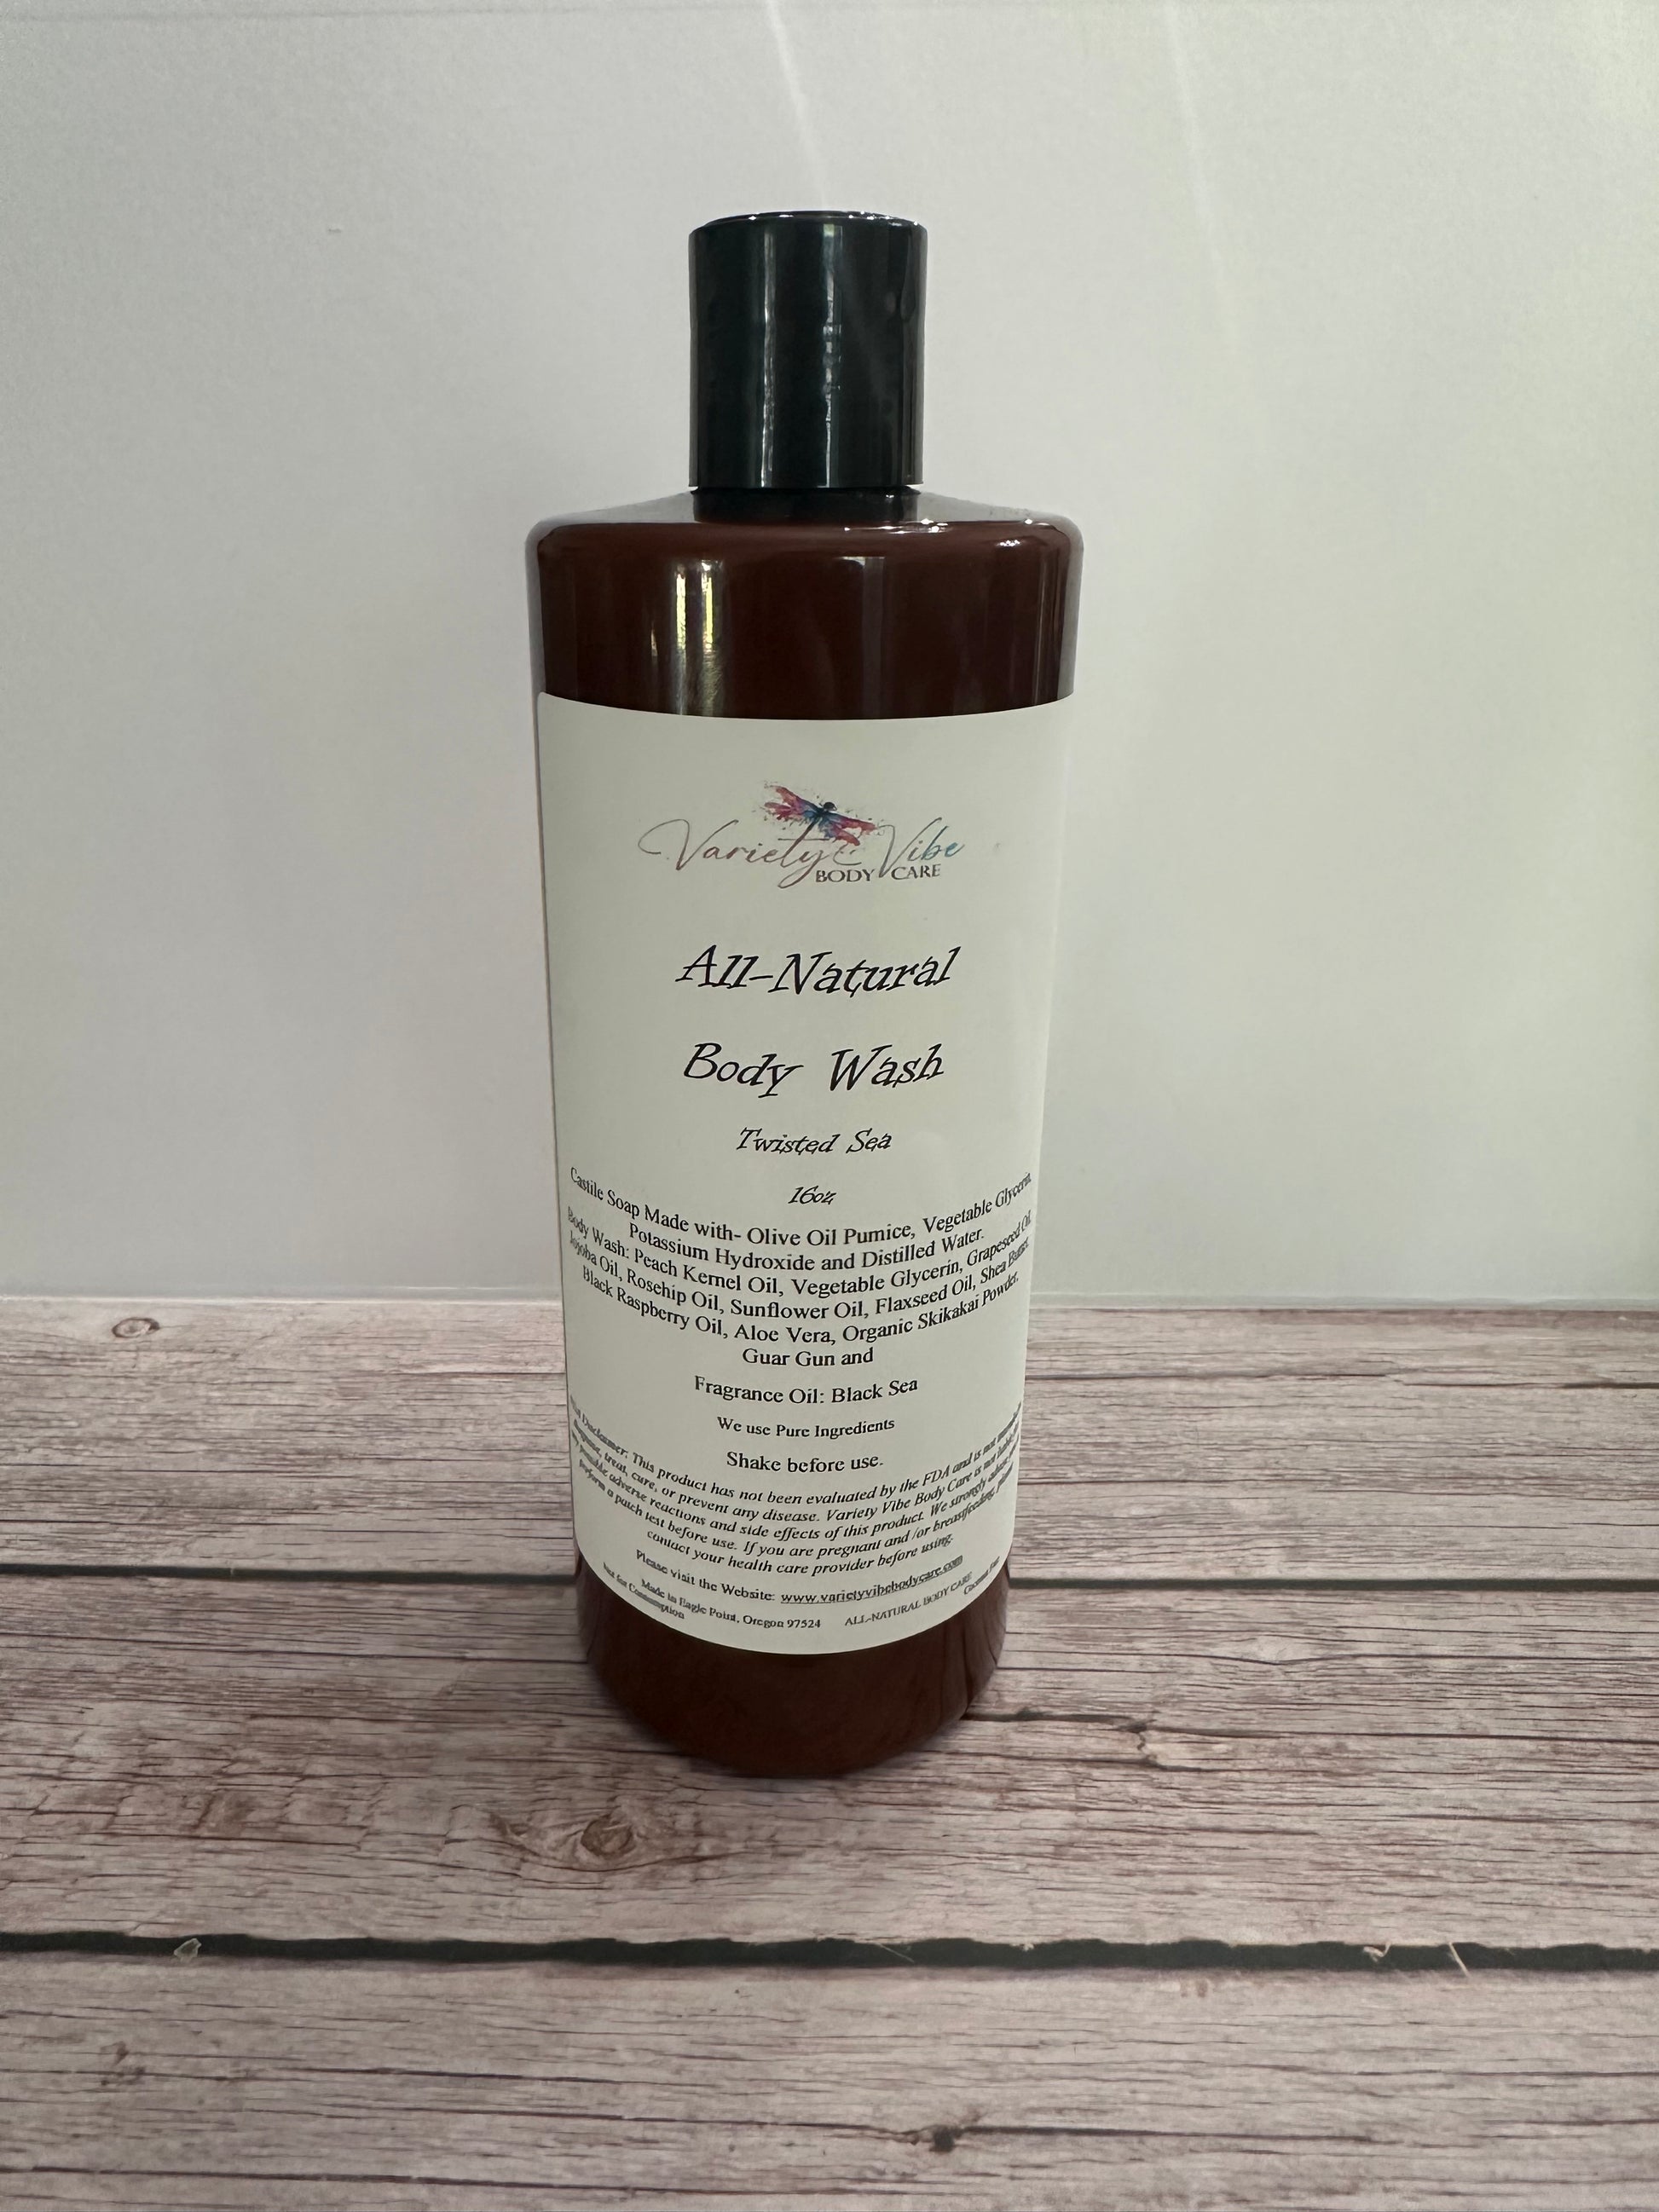 Variety Vibe
BODY CARE
All-Natural
Body Wash
Twisted Sea
16oz
Castile Soap Made with- Olive Oil Pumice, Vegetable Glycerin,
Potassium Hydroxide and Distilled Water.
Body Wash: Peach Kernel Oil, Vegetable Glycerin, Grapeseed Oil,
Jojoba Oil, Rosehip Oil, Sunflower Oil, Flaxseed Oil, Shea Butter,
Black Raspberry Oil, Aloe Vera, Organic Skikakai Powder,
Guar Gun and
Fragrance Oil: Black Sea
We use Pure Ingredients
Shake before use.
Disclaimer: This product has not been evaluated by the FDA and is not
diagnose, treat, cure, or prevent any disease. Variety Vibe Body Care is not liable
any possible adverse reactions and side effects of this product. We strongly
perform a patch test before use. If you are pregnant and /or breastfeeding,
contact your health care provider before using.
Please visit the Website: www.varietyvibebodycare.com
Made in Eagle Point, Oregon 97524 ALL-NATURAL BODY CARE
Not for Consumption